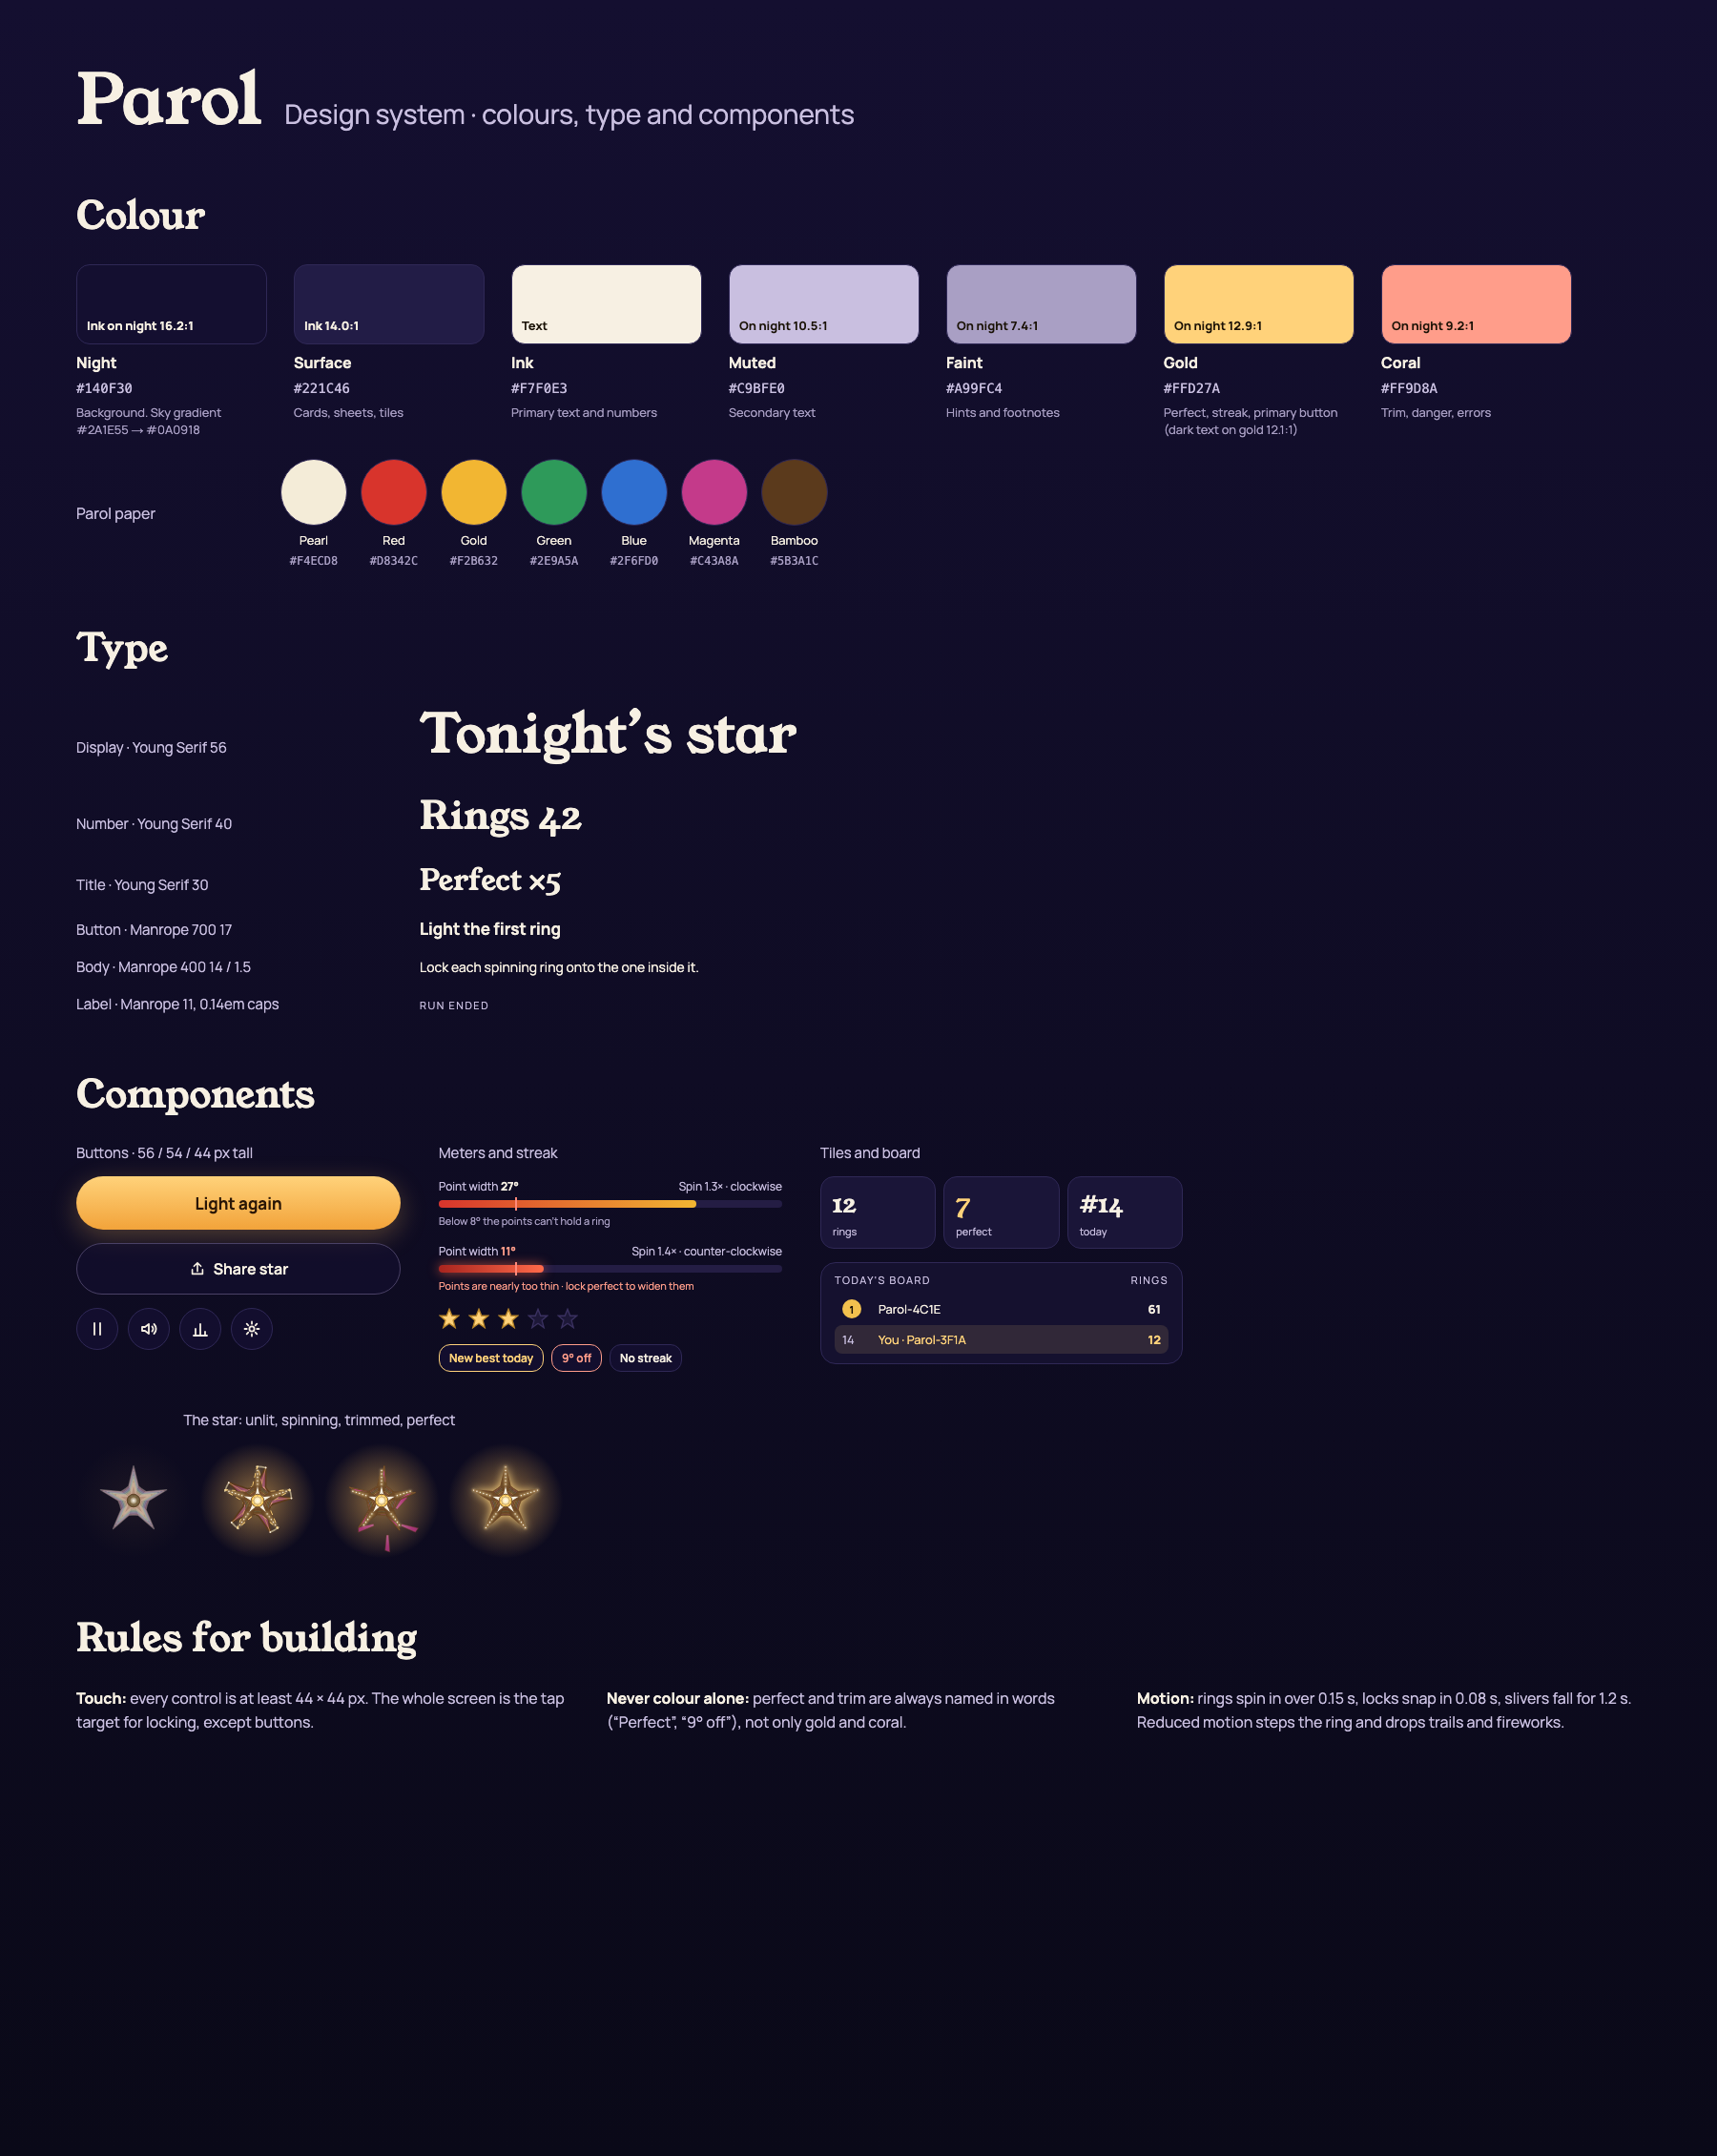 Parol
Design system · colours, type and components
Colour
Ink on night 16.2:1
Night
#140F30
Background. Sky gradient
#2A1E55 → #0A0918
Ink 14.0:1
Surface
#221C46
Cards, sheets, tiles
Text
Ink
#F7F0E3
Primary text and numbers
On night 10.5:1
Muted
#C9BFE0
Secondary text
On night 7.4:1
Faint
#A99FC4
Hints and footnotes
On night 12.9:1
Gold
#FFD27A
Perfect, streak, primary button
(dark text on gold 12.1:1)
On night 9.2:1
Coral
#FF9D8A
Trim, danger, errors
Parol paper
Pearl
#F4ECD8
Red
#D8342C
Gold
#F2B632
Green
#2E9A5A
Blue
#2F6FD0
Magenta
#C43A8A
Bamboo
#5B3A1C
Type
Display · Young Serif 56
Tonight’s star
Number · Young Serif 40
Rings 42
Title · Young Serif 30
Perfect ×5
Button · Manrope 700 17
Light the first ring
Body · Manrope 400 14 / 1.5
Lock each spinning ring onto the one inside it.
Label · Manrope 11, 0.14em caps
RUN ENDED
Components
Buttons · 56 / 54 / 44 px tall
Light again
Share star
Meters and streak
Point width 27° Spin 1.3× · clockwise
Below 8° the points can’t hold a ring
Point width 11° Spin 1.4× · counter-clockwise
Points are nearly too thin · lock perfect to widen them
New best today 9° off No streak
Tiles and board
12
rings
7
perfect
#14
today
TODAY’S BOARD RINGS
1 Parol-4C1E 61
14 You · Parol-3F1A 12
The star: unlit, spinning, trimmed, perfect
Rules for building
Touch: every control is at least 44 × 44 px. The whole screen is the tap
target for locking, except buttons.
Never colour alone: perfect and trim are always named in words
(“Perfect”, “9° off”), not only gold and coral.
Motion: rings spin in over 0.15 s, locks snap in 0.08 s, slivers fall for 1.2 s.
Reduced motion steps the ring and drops trails and fireworks.